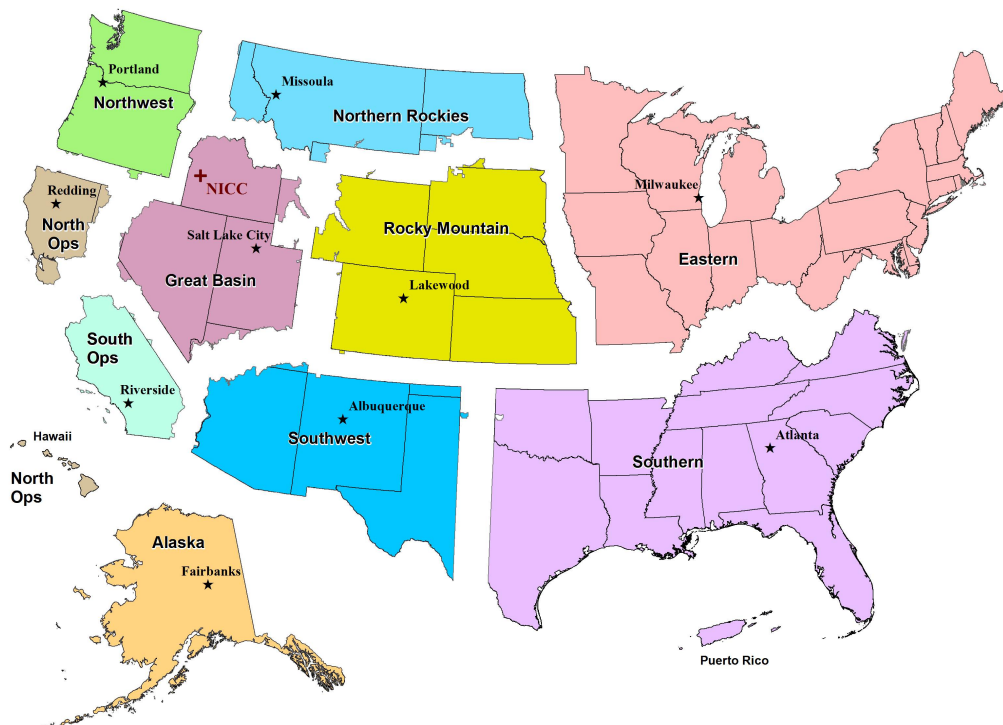 Portland
Northwest
Missoula
Northern Rockies
NICC
Redding
North
Ops
Salt Lake City
Great Basin
Rocky Mountain
Lakewood
Milwaukee
Eastern
South
Ops
Riverside
Albuquerque
Southwest
Atlanta
Southern
Hawaii
North
Ops
Alaska
Fairbanks
Puerto Rico